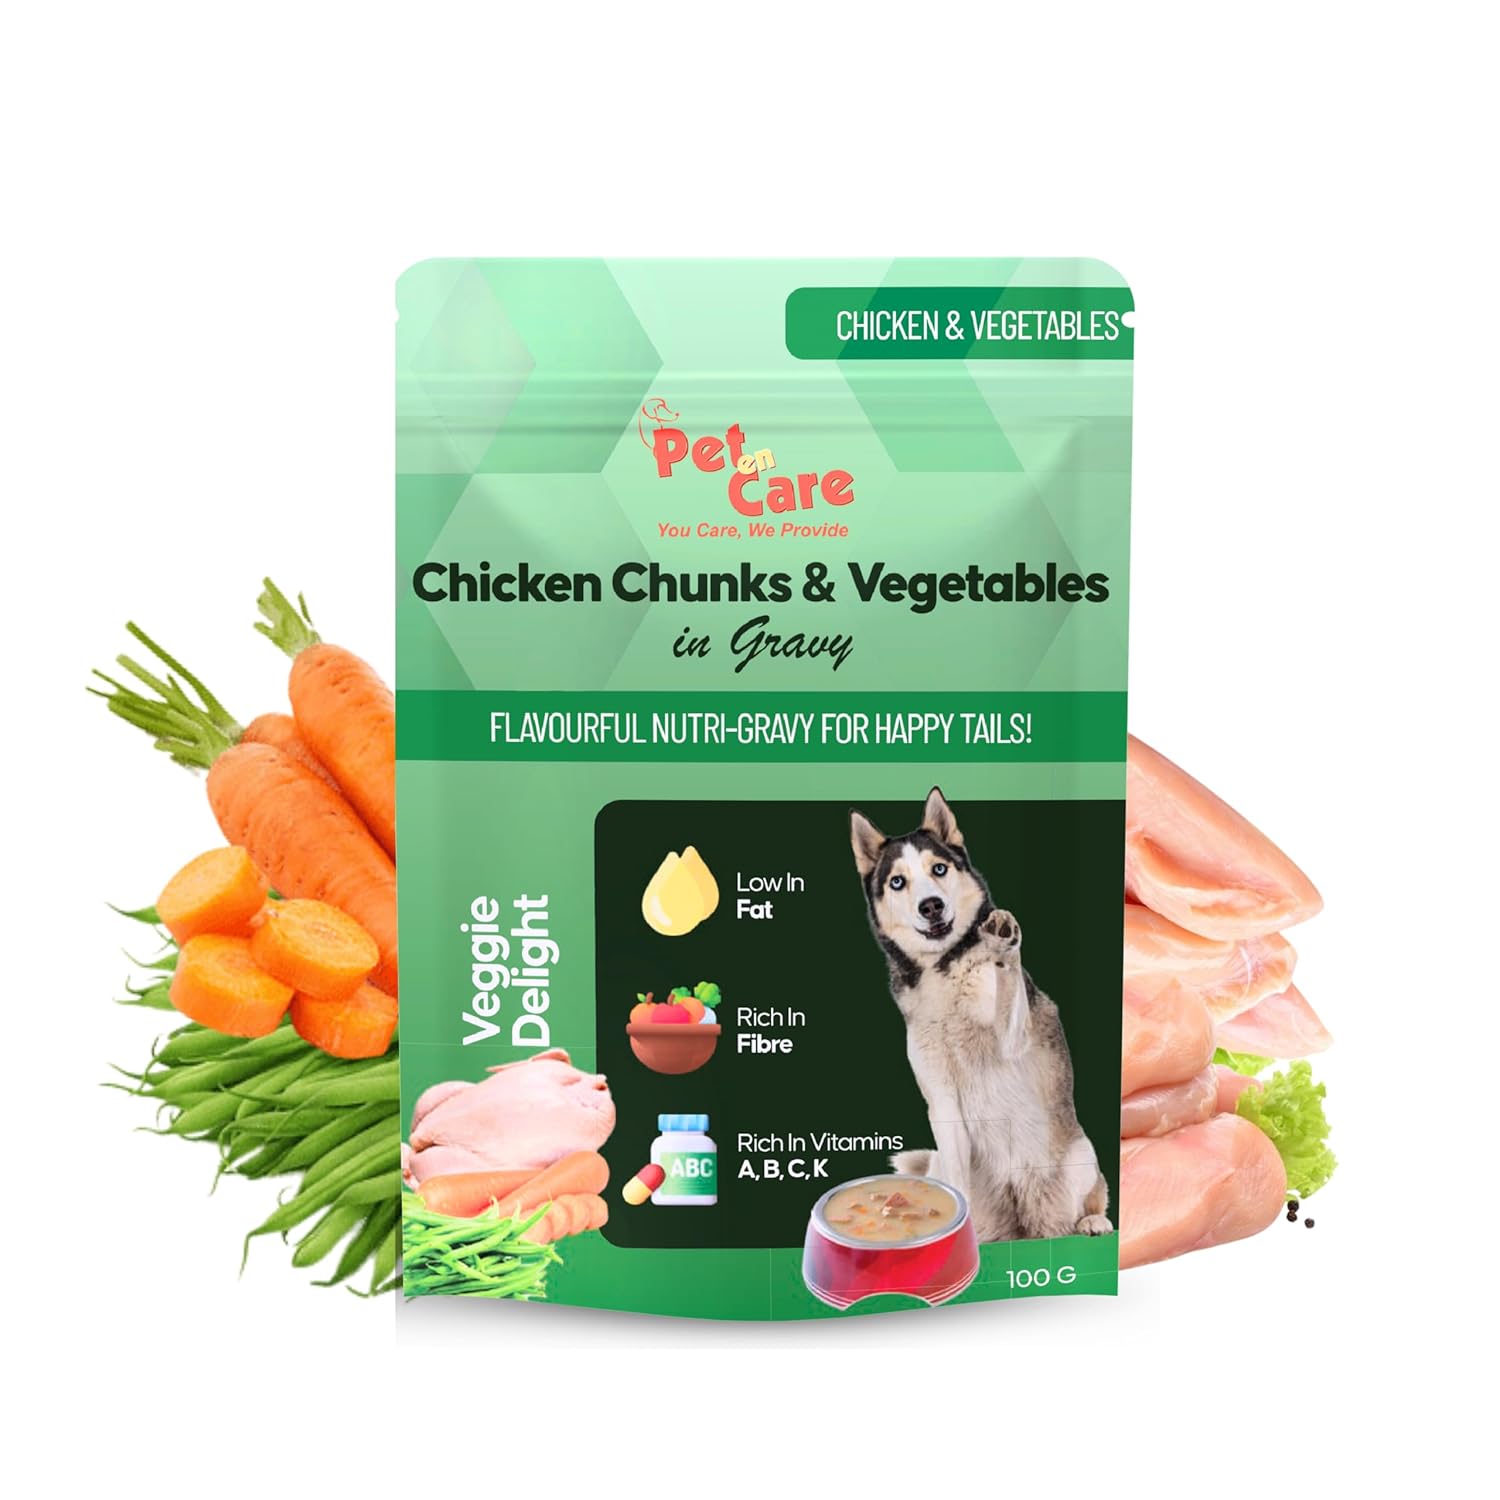 CHICKEN & VEGETABLES
Pet en Care
You Care, We Provide
Chicken Chunks & Vegetables
in Gravy
FLAVOURFUL NUTRI-GRAVY FOR HAPPY TAILS!
Veggie
Delight
Low In
Fat
Rich In
Fibre
ABC
Rich In Vitamins
A, B, C, K
100 G